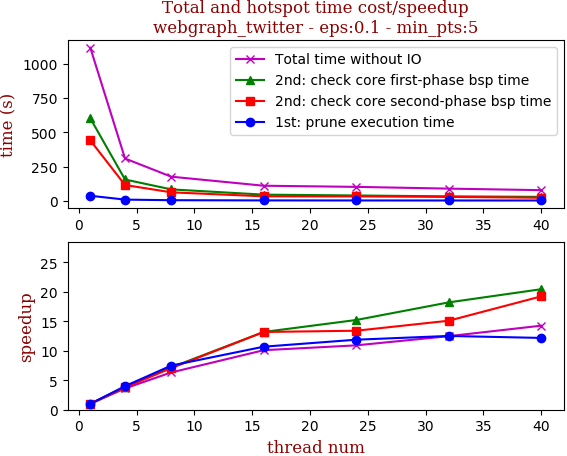 Total and hotspot time cost/speedup
webgraph_twitter - eps:0.1 - min_pts:5
time (s)
1000
750
500
250
0
Total time without IO
2nd: check core first-phase bsp time
2nd: check core second-phase bsp time
1st: prune execution time
0 5 10 15 20 25 30 35 40
speedup
25
20
15
10
5
0
0 5 10 15 20 25 30 35 40
thread num